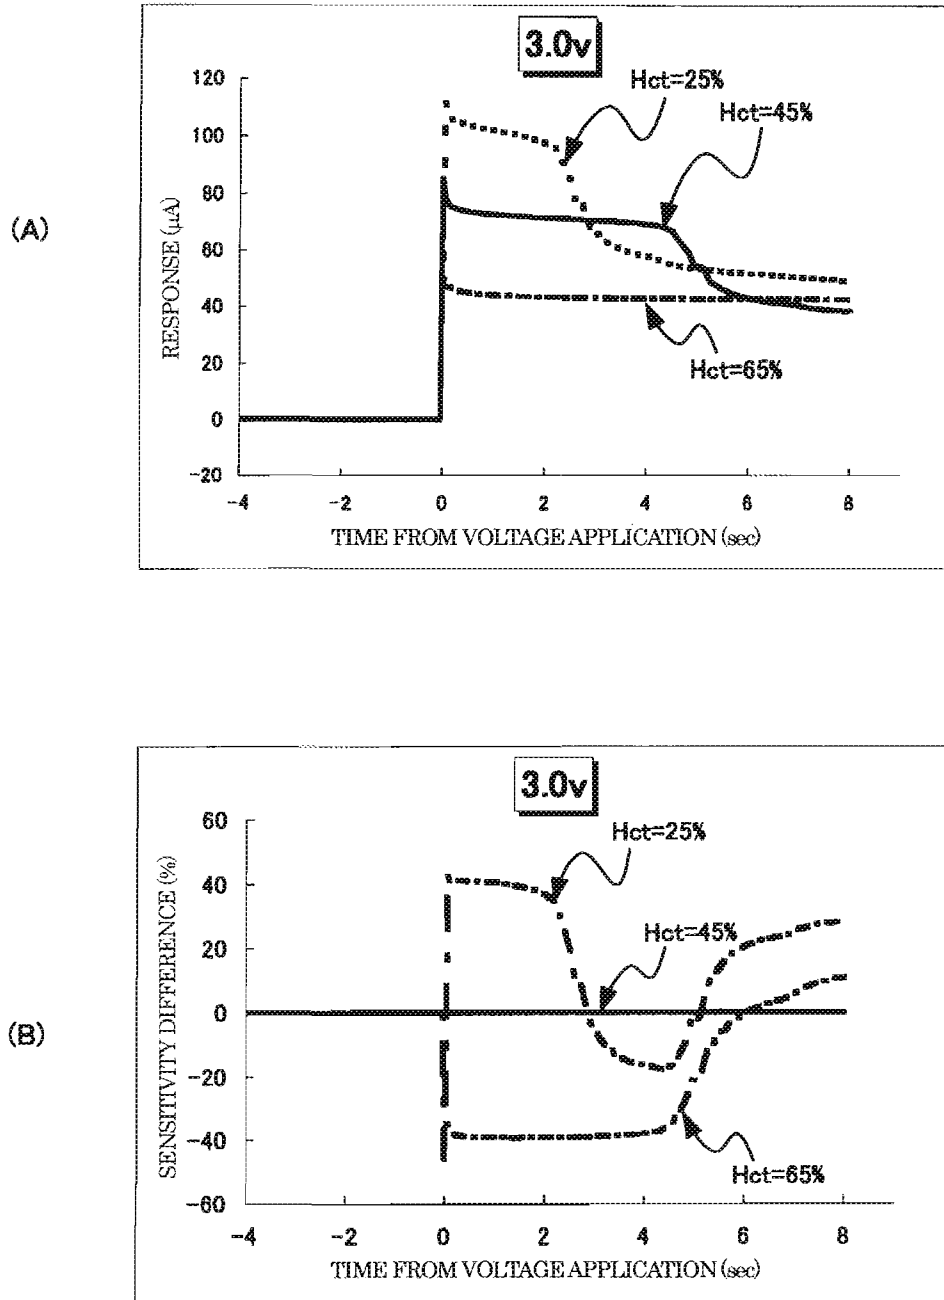 (A)
3.0v
Hct=25%
Hct=45%
Hct=65%
RESPONSE (μA)
120
100
80
60
40
20
0
−20
−4 −2 0 2 4 6 8
TIME FROM VOLTAGE APPLICATION (sec)
(B)
3.0v
Hct=25%
Hct=45%
Hct=65%
SENSITIVITY DIFFERENCE (%)
60
40
20
0
−20
−40
−60
−4 −2 0 2 4 6 8
TIME FROM VOLTAGE APPLICATION (sec)